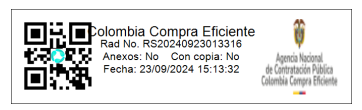 Colombia Compra Eficiente
Rad No. RS20240923013316
Anexos: No Con copia: No
Fecha: 23/09/2024 15:13:32
Agencia Nacional
de Contratación Pública
Colombia Compra Eficiente